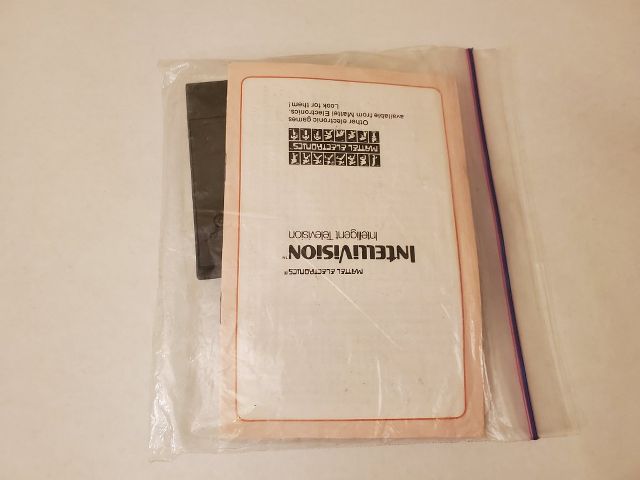 MATTEL ELECTRONICS®
INTELLIVISION™
Intelligent Television
MATTEL ELECTRONICS
Other electronic games
available from Mattel Electronics.
Look for them!